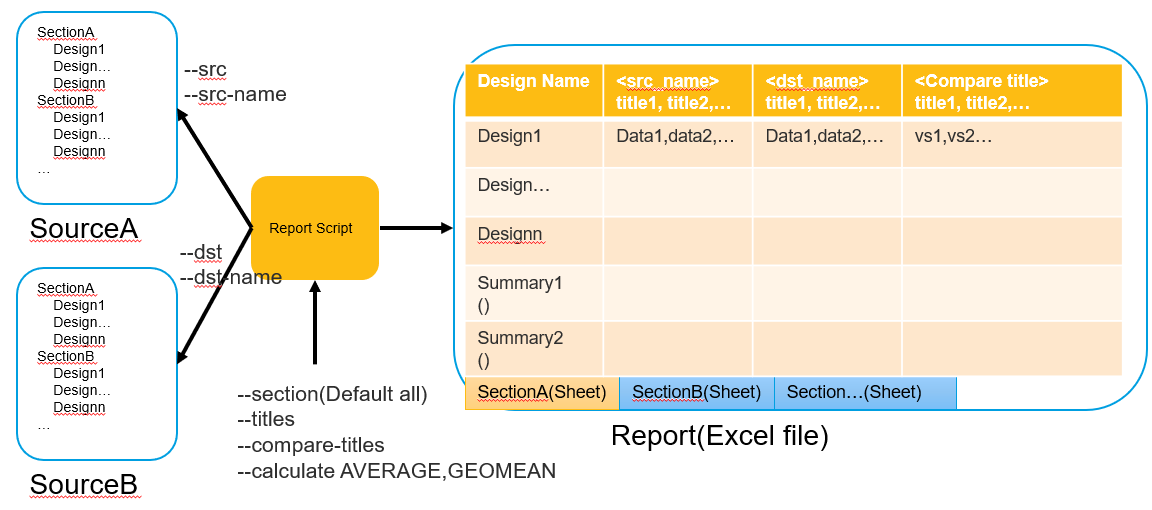 SectionA
Design1
Design…
Designn
SectionB
Design1
Design…
Designn
…
SourceA
--src
--src-name
Report Script
--dst
--dst-name
SectionA
Design1
Design…
Designn
SectionB
Design1
Design…
Designn
…
SourceB
--section(Default all)
--titles
--compare-titles
--calculate AVERAGE,GEOMEAN
Design Name
<src_name>
title1, title2,…
<dst_name>
title1, title2,…
<Compare title>
title1, title2,…
Design1
Data1,data2,…
Data1,data2,…
vs1,vs2…
Design…
Designn
Summary1
()
Summary2
()
SectionA(Sheet)
SectionB(Sheet)
Section…(Sheet)
Report(Excel file)